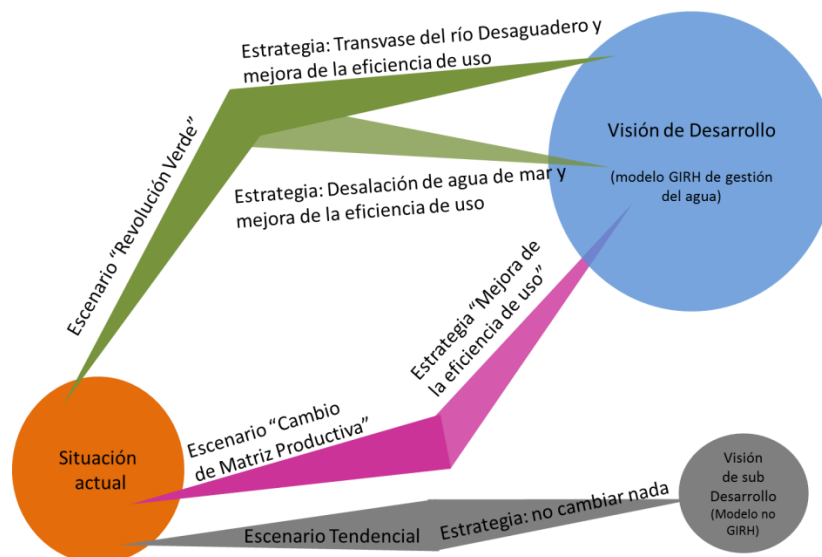 Estrategia: Transvase del río Desaguadero y
mejora de la eficiencia de uso
Visión de Desarrollo
(modelo GIRH de gestión
del agua)
Estrategia: Desalación de agua de mar y
mejora de la eficiencia de uso
Escenario “Revolución Verde”
Estrategia “Mejora de
la eficiencia de uso”
Escenario “Cambio
de Matriz Productiva”
Situación
actual
Visión
de sub
Desarrollo
(Modelo no
GIRH)
Estrategia: no cambiar nada
Escenario Tendencial